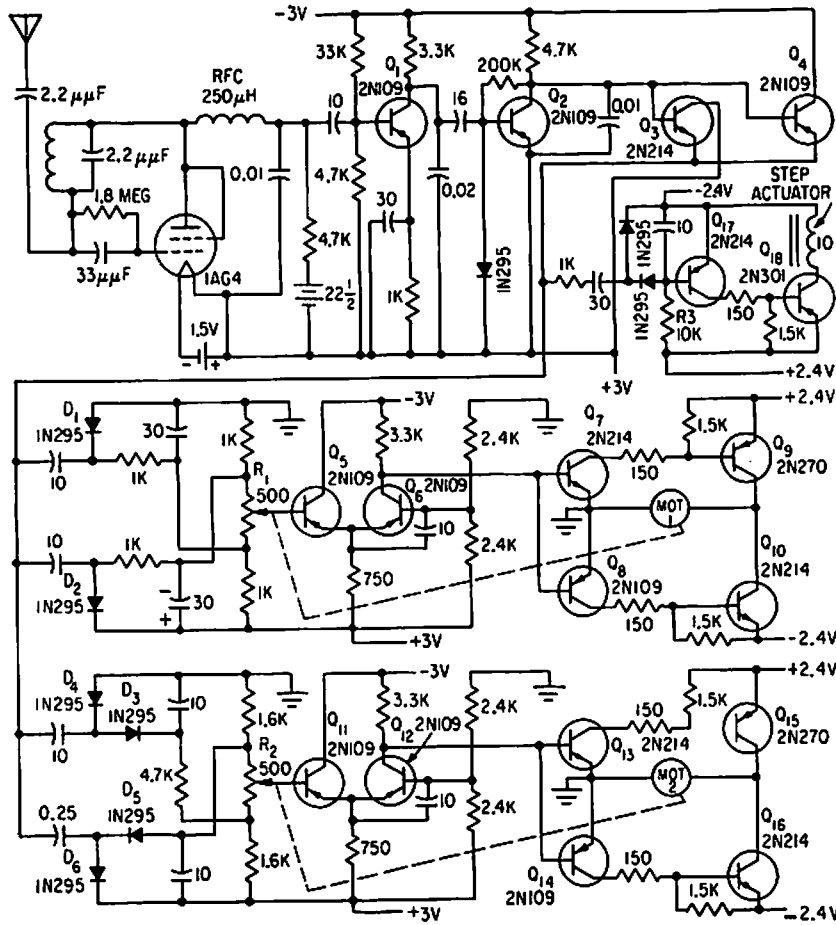 -3V
2.2μμF
RFC
250μH
33K
3.3K
Q1
2N109
10
16
200K
4.7K
Q2
2N109
0.01
Q3
2N214
Q4
2N109
2.2μμF
1.8 MEG
33μμF
1AG4
0.01
4.7K
22½
4.7K
30
1K
0.02
1N295
1.5V
- +
-2.4V
STEP
ACTUATOR
1K
30
1N295
1N295
10
Q17
2N214
Q18
2N301
10
R3
10K
150
1.5K
+3V
+2.4V
D1
1N295
10
30
1K
1K
R1
500
-3V
3.3K
2.4K
Q5
2N109
Q6 2N109
10
2.4K
Q7
2N214
150
1.5K
+2.4V
Q9
2N270
MOT
1
10
D2
1N295
1K
-
+
30
1K
750
+3V
Q8
2N109
150
1.5K
Q10
2N214
-2.4V
D4
1N295
D3
1N295
10
10
4.7K
1.6K
R2
500
-3V
3.3K
2.4K
Q11
2N109
Q12 2N109
10
2.4K
Q13
150
2N214
1.5K
+2.4V
Q15
2N270
MOT
2
0.25
D5
1N295
D6
1N295
10
1.6K
750
+3V
Q14
2N109
150
1.5K
Q16
2N214
-2.4V